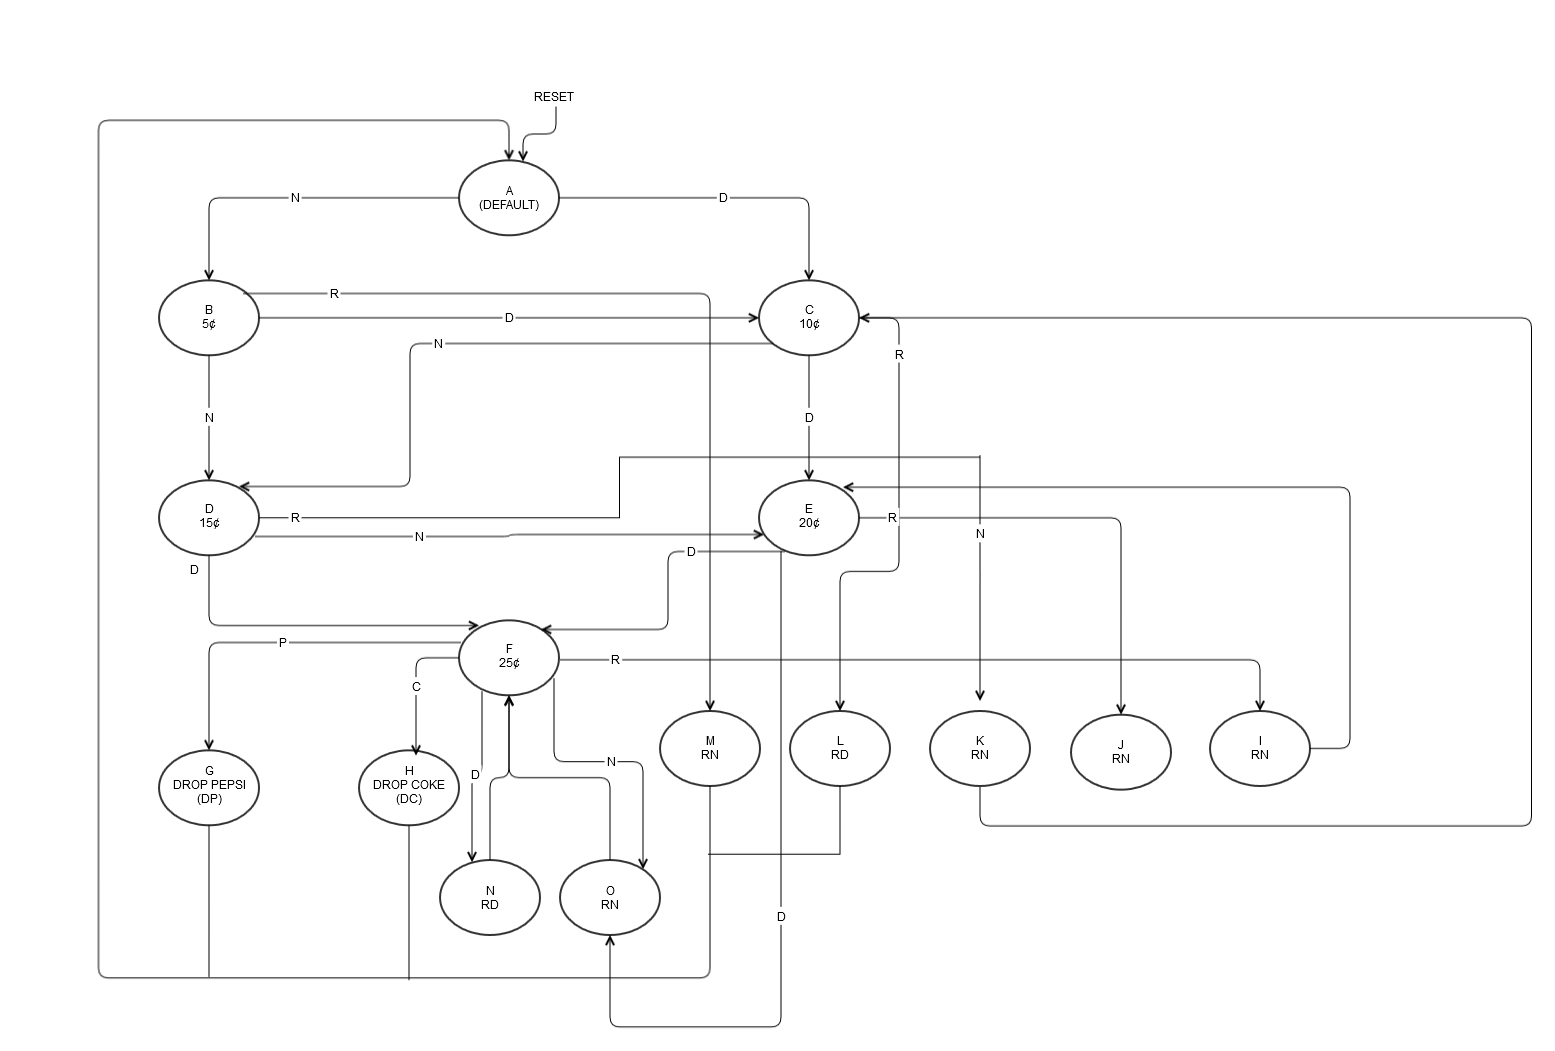 RESET
A
(DEFAULT)
N
D
B
5¢
R
D
C
10¢
N
R
N
D
D
15¢
R
N
E
20¢
R
N
D
D
F
25¢
P
C
R
D
N
M
RN
L
RD
K
RN
J
RN
I
RN
G
DROP PEPSI
(DP)
H
DROP COKE
(DC)
N
RD
O
RN
D